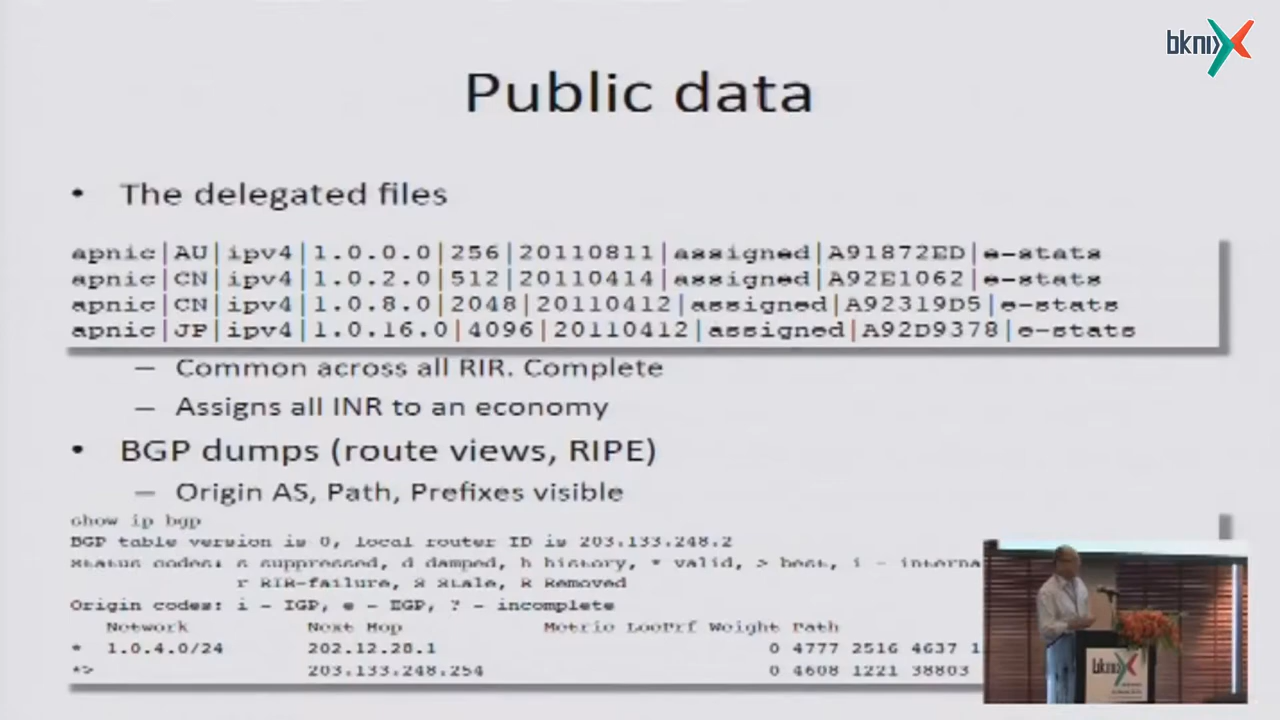 bknix
Public data
• The delegated files
apnic|AU|ipv4|1.0.0.0|256|20110811|assigned|A91872ED|e-stats
apnic|CN|ipv4|1.0.2.0|512|20110414|assigned|A92E1062|e-stats
apnic|CN|ipv4|1.0.8.0|2048|20110412|assigned|A92319D5|e-stats
apnic|JP|ipv4|1.0.16.0|4096|20110412|assigned|A92D9378|e-stats
– Common across all RIR. Complete
– Assigns all INR to an economy
• BGP dumps (route views, RIPE)
– Origin AS, Path, Prefixes visible
show ip bgp
BGP table version is 0, local router ID is 203.133.248.2
Status codes: s suppressed, d damped, h history, * valid, > best, i - interna
r RIB-failure, S Stale, R Removed
Origin codes: i - IGP, e - EGP, ? - incomplete
Network Next Hop Metric LocPrf Weight Path
* 1.0.4.0/24 202.12.28.1 0 4777 2516 4637 1
*> 203.133.248.254 0 4608 1221 38803
bknix